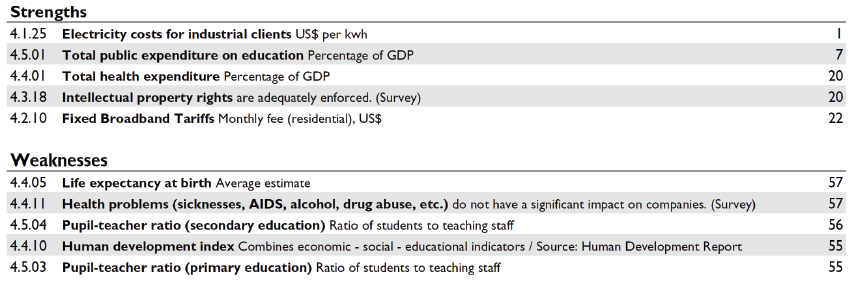 Strengths
4.1.25 Electricity costs for industrial clients US$ per kwh 1
4.5.01 Total public expenditure on education Percentage of GDP 7
4.4.01 Total health expenditure Percentage of GDP 20
4.3.18 Intellectual property rights are adequately enforced. (Survey) 20
4.2.10 Fixed Broadband Tariffs Monthly fee (residential), US$ 22
Weaknesses
4.4.05 Life expectancy at birth Average estimate 57
4.4.11 Health problems (sicknesses, AIDS, alcohol, drug abuse, etc.) do not have a significant impact on companies. (Survey) 57
4.5.04 Pupil-teacher ratio (secondary education) Ratio of students to teaching staff 56
4.4.10 Human development index Combines economic - social - educational indicators / Source: Human Development Report 55
4.5.03 Pupil-teacher ratio (primary education) Ratio of students to teaching staff 55